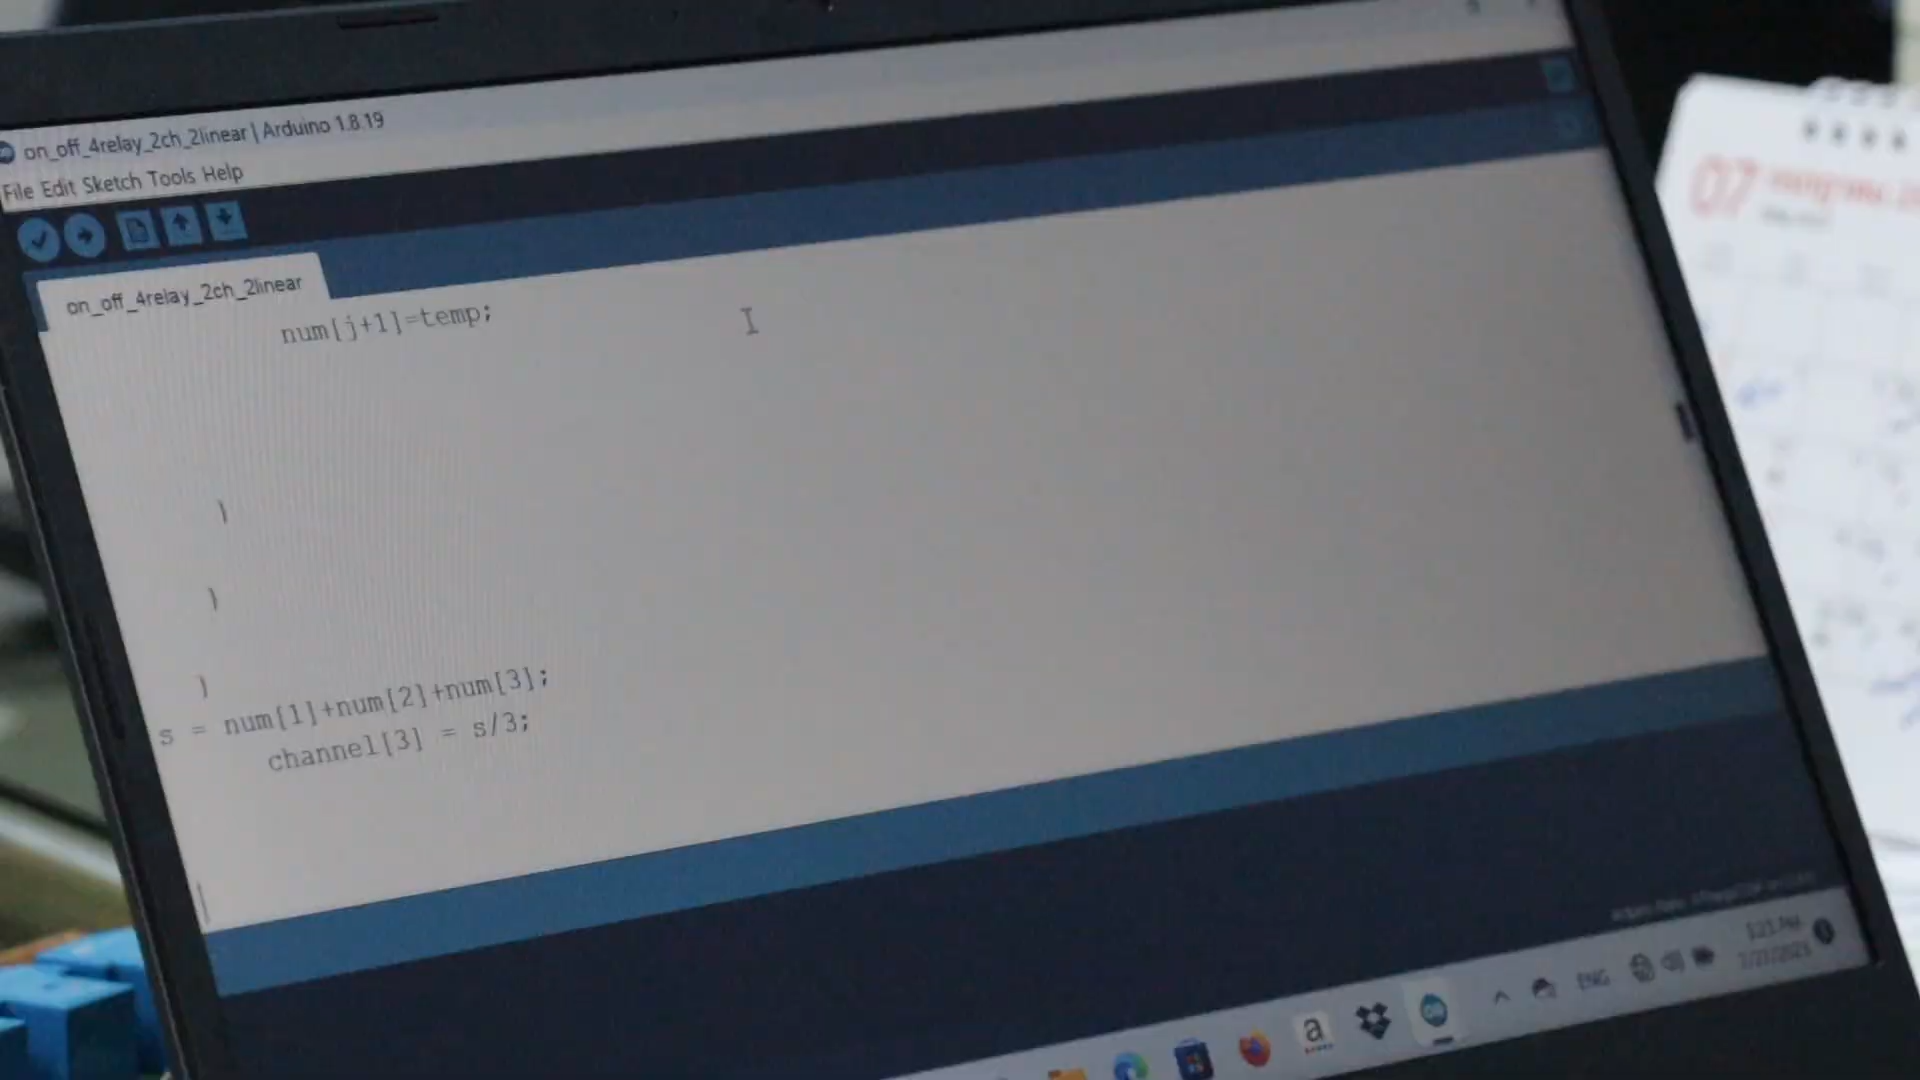 on_off_4relay_2ch_2linear | Arduino 1.8.19
File Edit Sketch Tools Help
on_off_4relay_2ch_2linear
num[j+1]=temp;
}
}
}
s = num[1]+num[2]+num[3];
channel[3] = s/3;
ENG
a
07